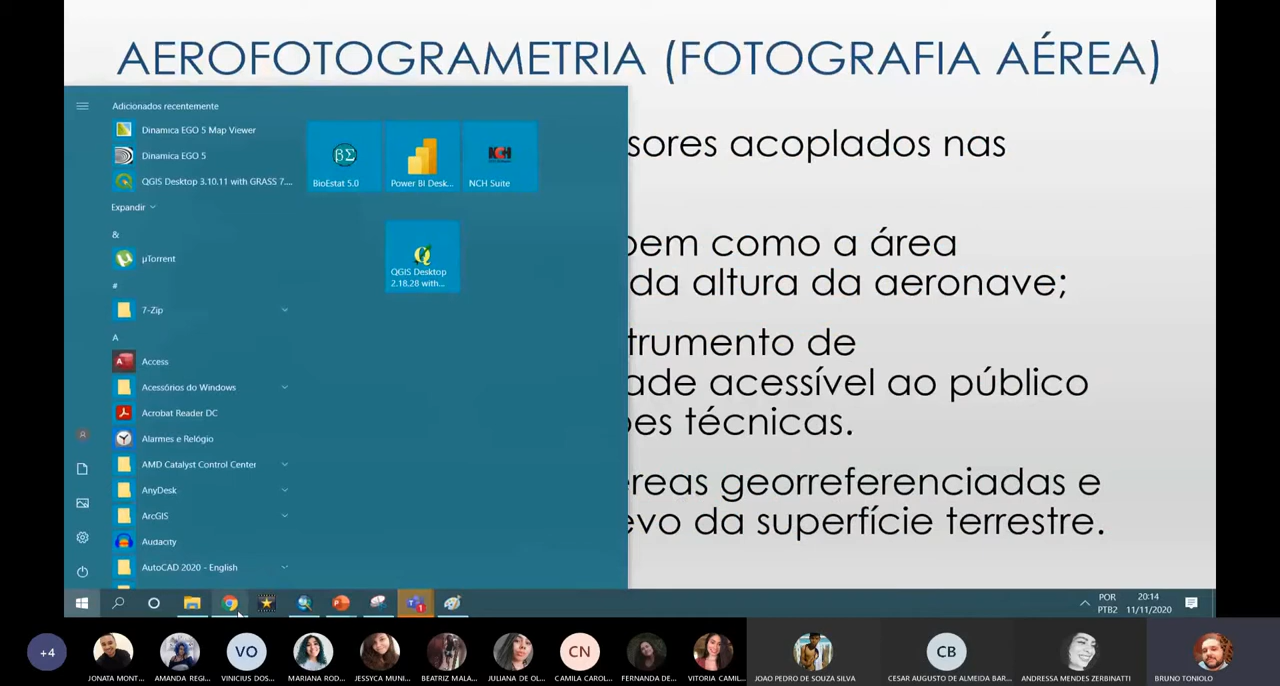 AEROFOTOGRAMETRIA (FOTOGRAFIA AÉREA)
Adicionados recentemente
Dinamica EGO 5 Map Viewer
Dinamica EGO 5
QGIS Desktop 3.10.11 with GRASS 7....
Expandir
&
µTorrent
#
7-Zip
A
Access
Acessórios do Windows
Acrobat Reader DC
Alarmes e Relógio
AMD Catalyst Control Center
AnyDesk
ArcGIS
Audacity
AutoCAD 2020 - English
BioEstat 5.0
Power BI Desk...
NCH
NCH Suite
QGIS Desktop
2.18.28 with...
sores acoplados nas
bem como a área
da altura da aeronave;
trumento de
ade acessível ao público
es técnicas.
éreas georreferenciadas e
evo da superfície terrestre.
POR
PTB2
20:14
11/11/2020
+4
VO
CN
CB
JONATA MONT...
AMANDA REGI...
VINICIUS DOS...
MARIANA ROD...
JESSYCA MUNI...
BEATRIZ MALA...
JULIANA DE OL...
CAMILA CAROL...
FERNANDA DE...
VITORIA CAMIL...
JOAO PEDRO DE SOUZA SILVA
CESAR AUGUSTO DE ALMEIDA BAR...
ANDRESSA MENDES ZERBINATTI
BRUNO TONIOLO